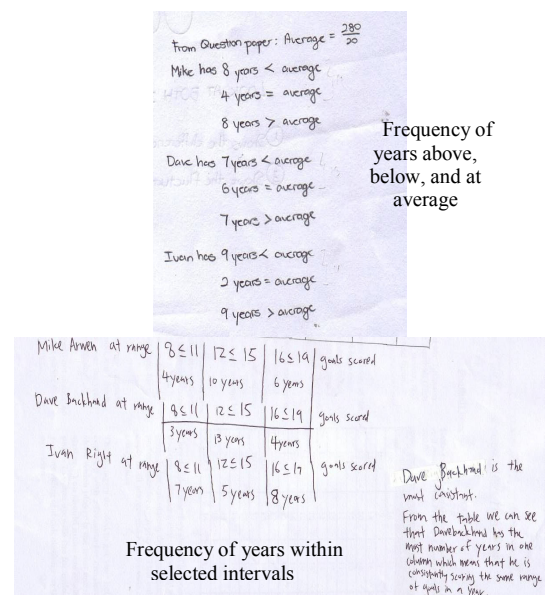 From Question paper: Average = 280/20
Mike has 8 years < average
4 years = average
8 years > average
Dave has 7 years < average
6 years = average
7 years > average
Ivan has 9 years < average
2 years = average
9 years > average
Frequency of
years above,
below, and at
average
Mike Arwen at range 8 ≤ 11 12 ≤ 15 16 ≤ 19 goals scored
4 years 10 years 6 years
Dave Backhand at range 8 ≤ 11 12 ≤ 15 16 ≤ 19 goals scored
3 years 13 years 4 years
Ivan Right at range 8 ≤ 11 12 ≤ 15 16 ≤ 19 goals scored
7 years 5 years 8 years
Dave Backhand is the
most consistant.
From the table we can see
that Davebackhand has the
most number of years in one
column which means that he is
consistantly scoring the same range
of goals in a year.
Frequency of years within
selected intervals